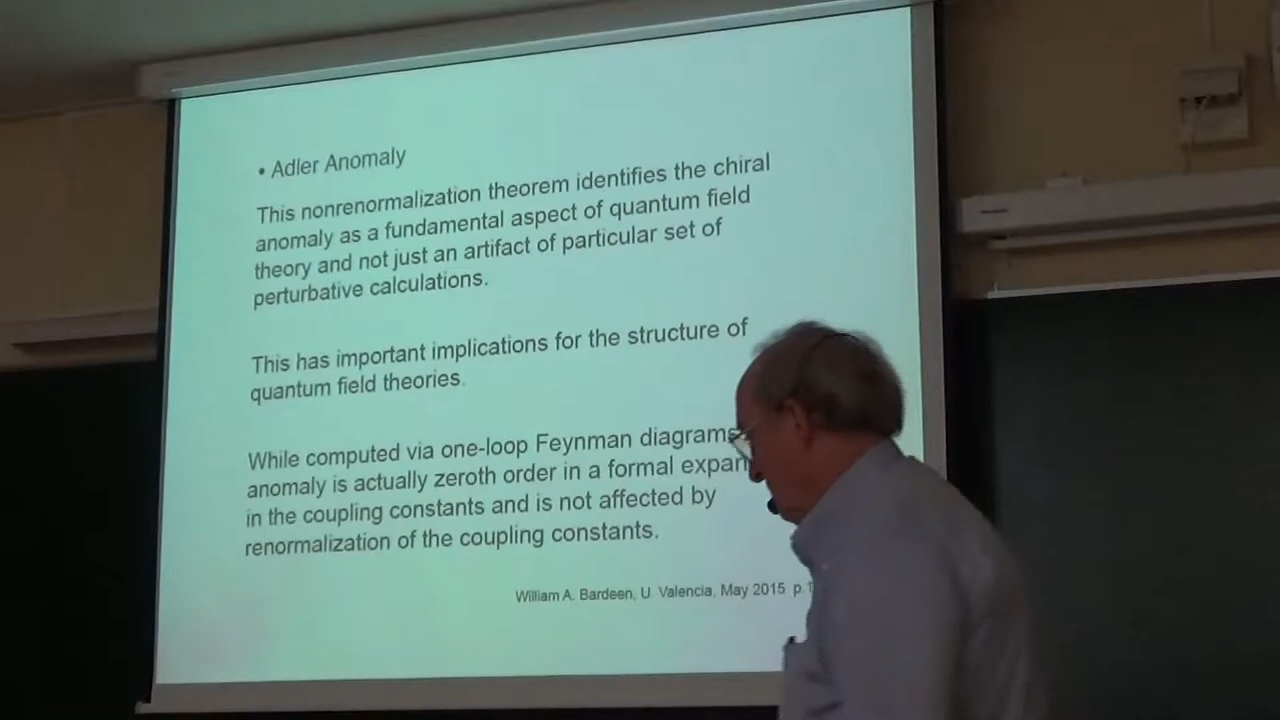 • Adler Anomaly
This nonrenormalization theorem identifies the chiral
anomaly as a fundamental aspect of quantum field
theory and not just an artifact of particular set of
perturbative calculations.
This has important implications for the structure of
quantum field theories.
While computed via one-loop Feynman diagrams
anomaly is actually zeroth order in a formal
in the coupling constants and is not affected by
renormalization of the coupling constants.
William A. Bardeen, U Valencia, May 2015 p.